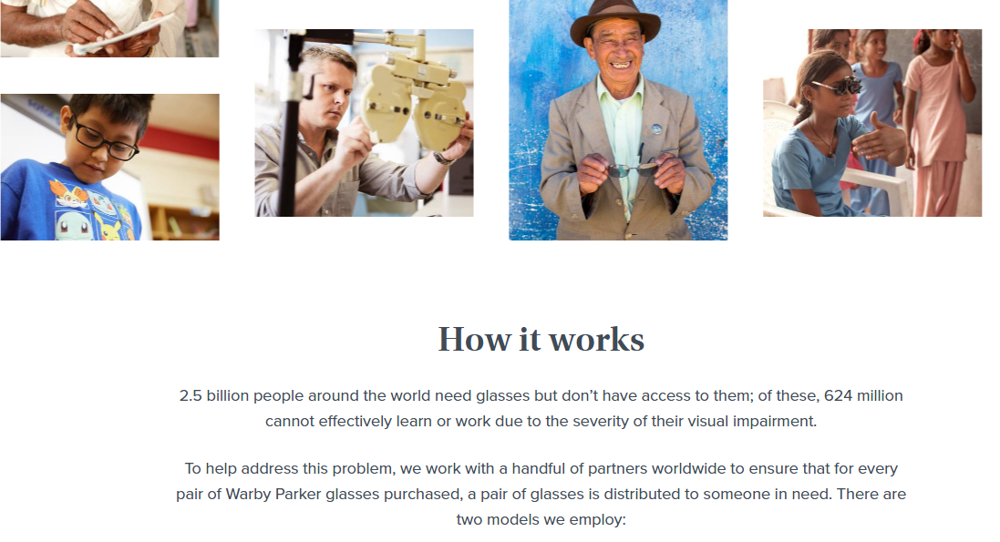 How it works
2.5 billion people around the world need glasses but don’t have access to them; of these, 624 million
cannot effectively learn or work due to the severity of their visual impairment.
To help address this problem, we work with a handful of partners worldwide to ensure that for every
pair of Warby Parker glasses purchased, a pair of glasses is distributed to someone in need. There are
two models we employ: